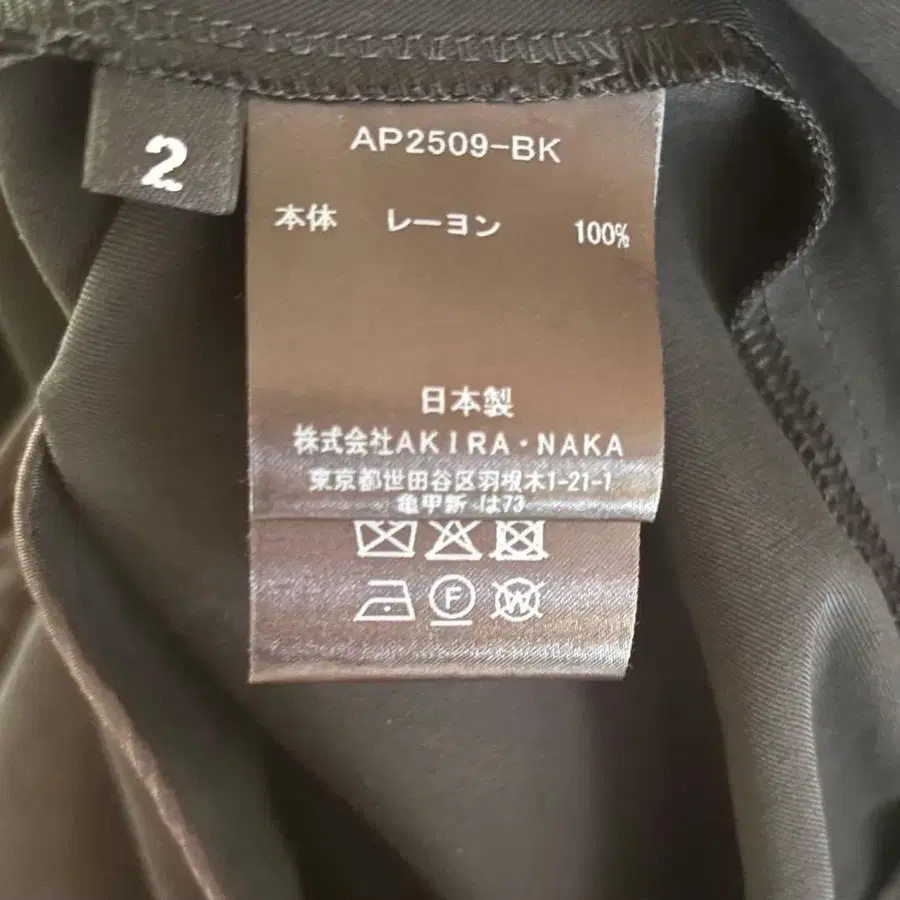 2
AP2509-BK
本体 レーヨン 100%
日本製
株式会社AKIRA・NAKA
東京都世田谷区羽根木1-21-1
亀甲新 は73
F
W